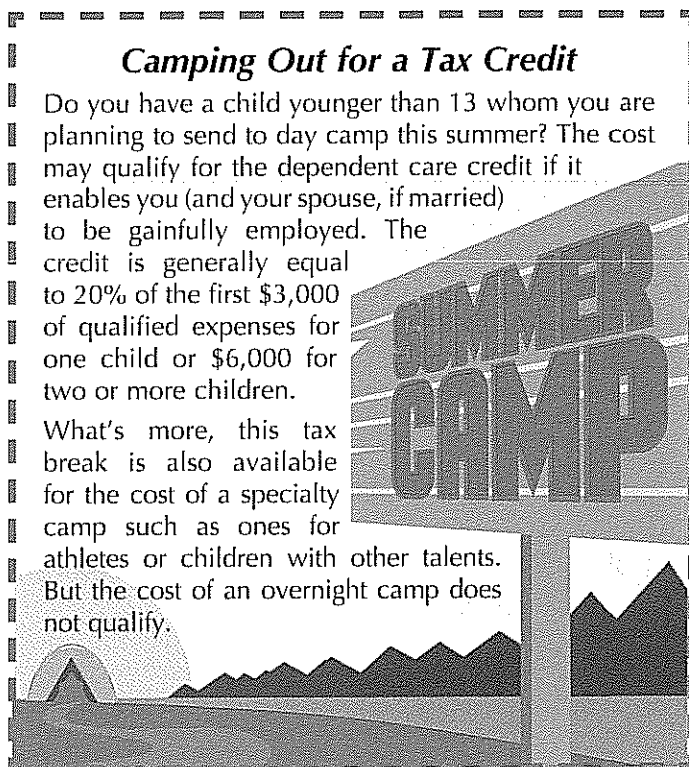 Camping Out for a Tax Credit
Do you have a child younger than 13 whom you are
planning to send to day camp this summer? The cost
may qualify for the dependent care credit if it
enables you (and your spouse, if married)
to be gainfully employed. The
credit is generally equal
to 20% of the first $3,000
of qualified expenses for
one child or $6,000 for
two or more children.
What's more, this tax
break is also available
for the cost of a specialty
camp such as ones for
athletes or children with other talents.
But the cost of an overnight camp does
not qualify.
SUMMER
CAMP